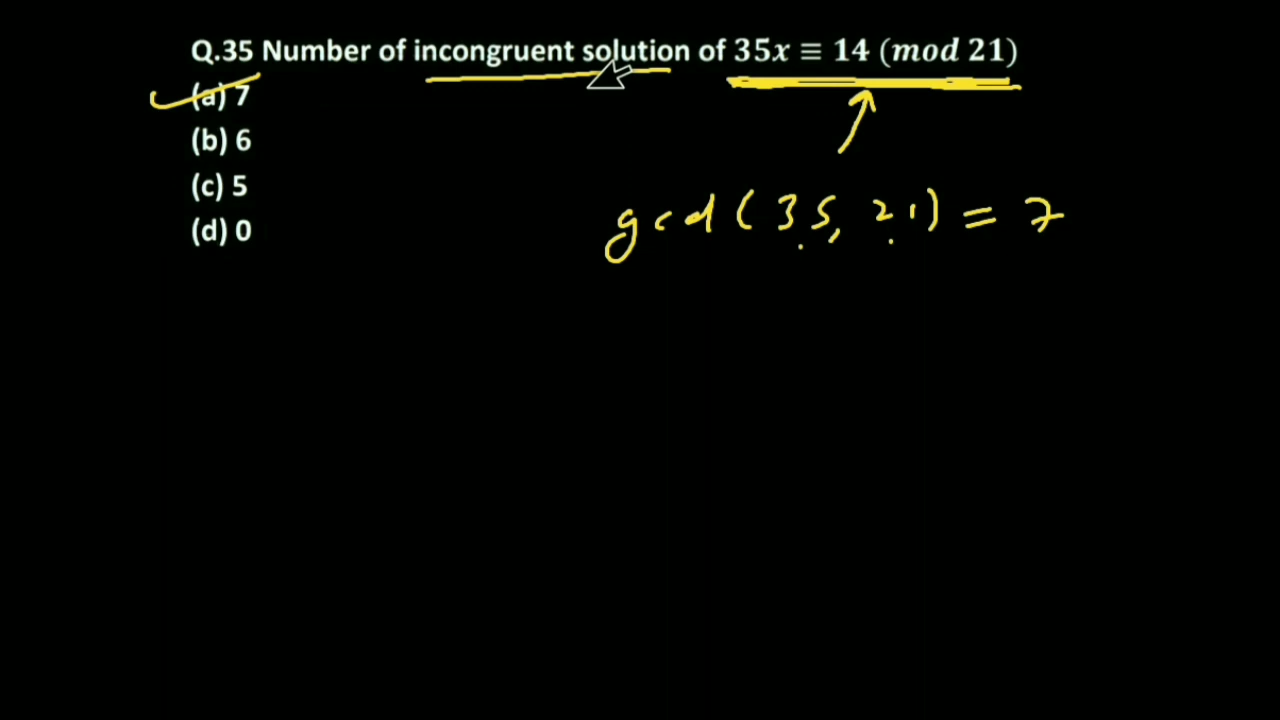 Q.35 Number of incongruent solution of 35x ≡ 14 (mod 21)
(a) 7
(b) 6
(c) 5
(d) 0
gcd(35, 21) = 7